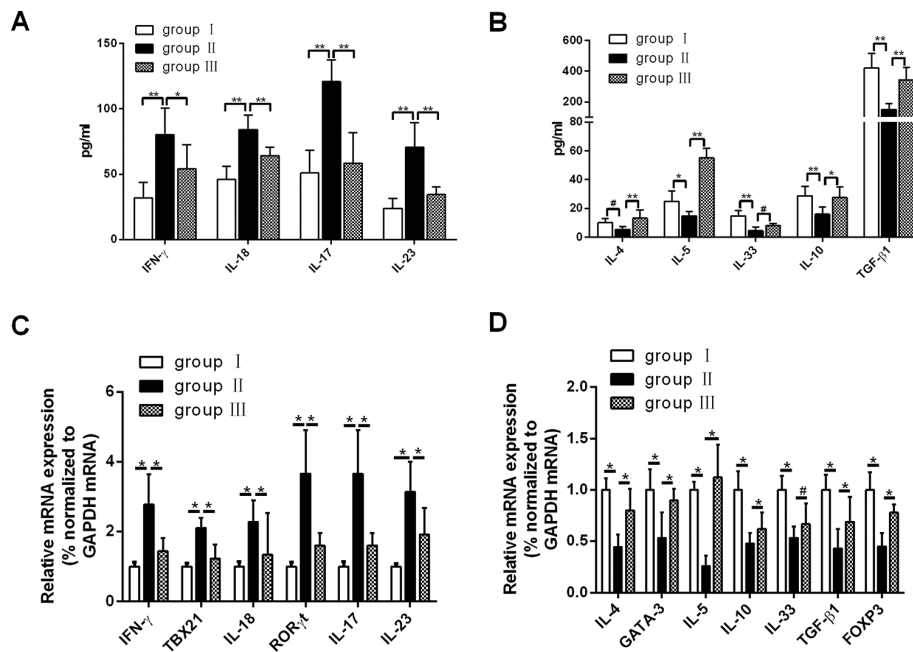 A
group Ⅰ
group Ⅱ
group Ⅲ
pg/ml
150
100
50
0
** *
** **
** **
** **
IFN-γ
IL-18
IL-17
IL-23
B
group Ⅰ
group Ⅱ
group Ⅲ
pg/ml
600
400
200
60
40
20
0
# **
* **
** #
** *
** **
IL-4
IL-5
IL-33
IL-10
TGF-β1
C
group Ⅰ
group Ⅱ
group Ⅲ
Relative mRNA expression
(% normalized to
GAPDH mRNA)
6
4
2
0
* *
* *
* *
* *
* *
* *
IFN-γ
TBX21
IL-18
RORγt
IL-17
IL-23
D
group Ⅰ
group Ⅱ
group Ⅲ
Relative mRNA expression
(% normalized to
GAPDH mRNA)
2.0
1.5
1.0
0.5
0.0
* *
* *
* *
* *
* #
* *
* *
IL-4
GATA-3
IL-5
IL-10
IL-33
TGF-β1
FOXP3